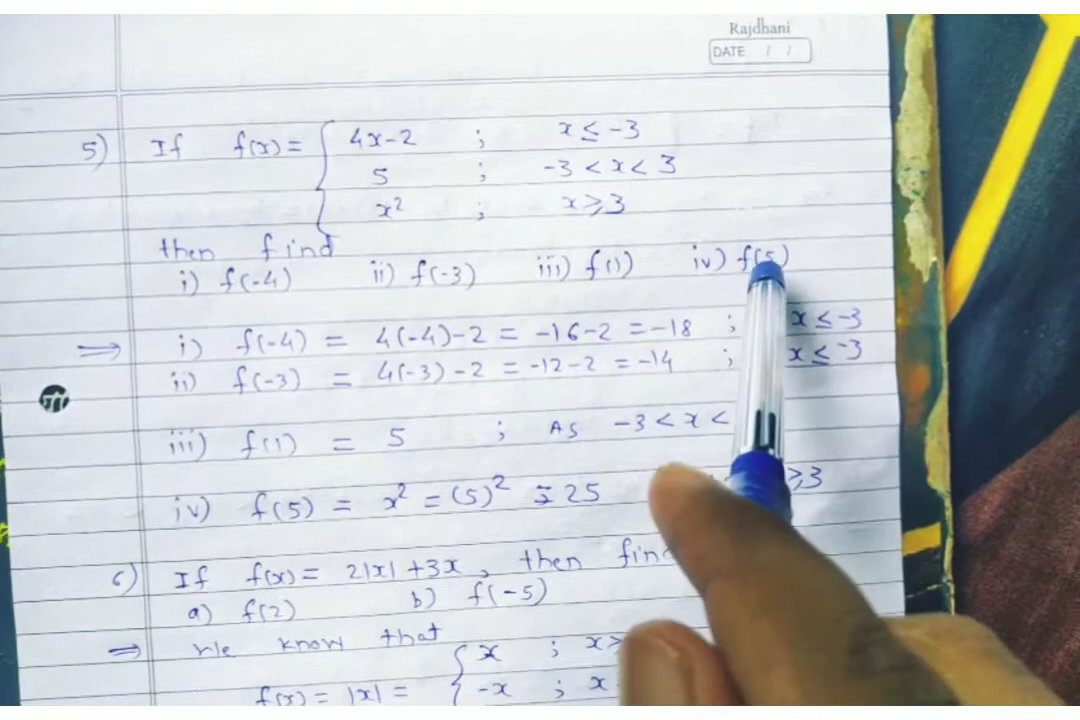 Rajdhani
DATE / /
5) If f(x) = { 4x-2 ; x ≤ -3
5 ; -3 < x < 3
x² ; x ≥ 3
then find
i) f(-4) ii) f(-3) iii) f(1) iv) f(5)
⇒ i) f(-4) = 4(-4)-2 = -16-2 = -18 ; x ≤ -3
ii) f(-3) = 4(-3)-2 = -12-2 = -14 ; x ≤ -3
iii) f(1) = 5 ; As -3 < x <
iv) f(5) = x² = (5)² = 25 ≥ 3
6) If f(x) = 2|x| + 3x, then find
a) f(2) b) f(-5)
⇒ We know that
f(x) = |x| = { x ; x >
-x ; x